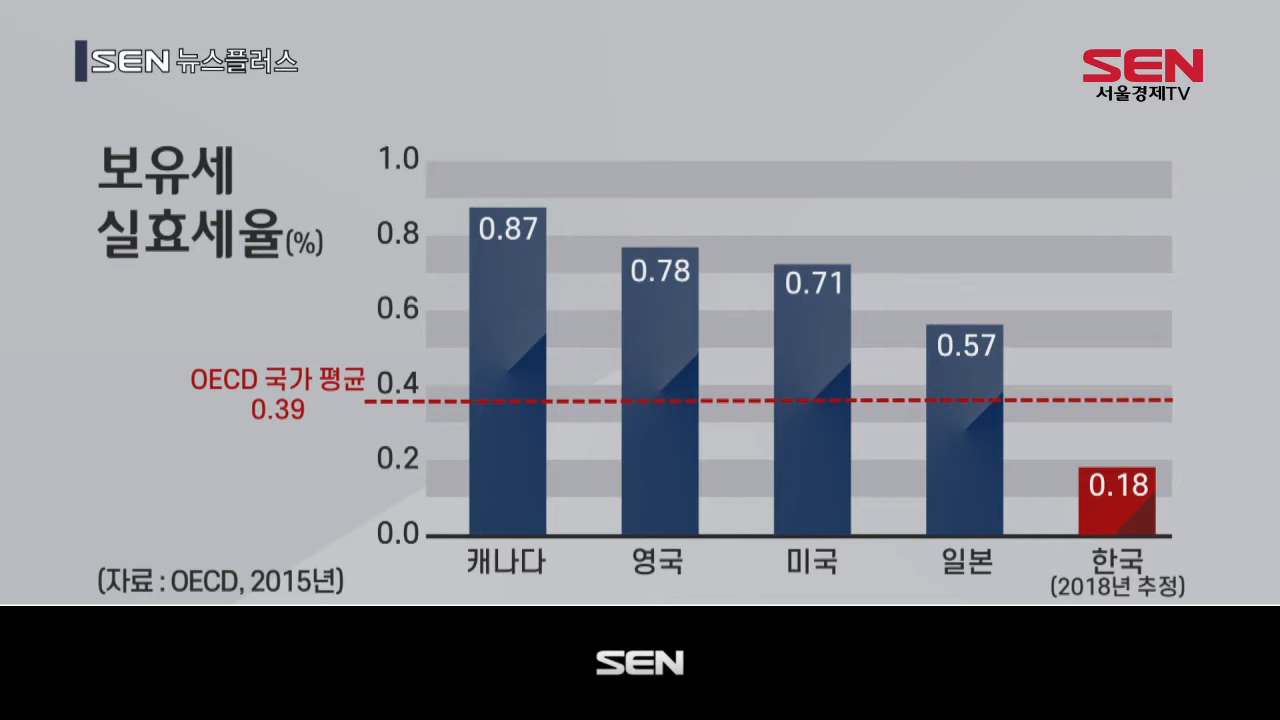 SEN 뉴스플러스
SEN
서울경제TV
보유세
실효세율(%)
1.0
0.8
0.6
0.4
0.2
0.0
OECD 국가 평균
0.39
0.87
0.78
0.71
0.57
0.18
캐나다
영국
미국
일본
한국
(2018년 추정)
(자료 : OECD, 2015년)
SEN